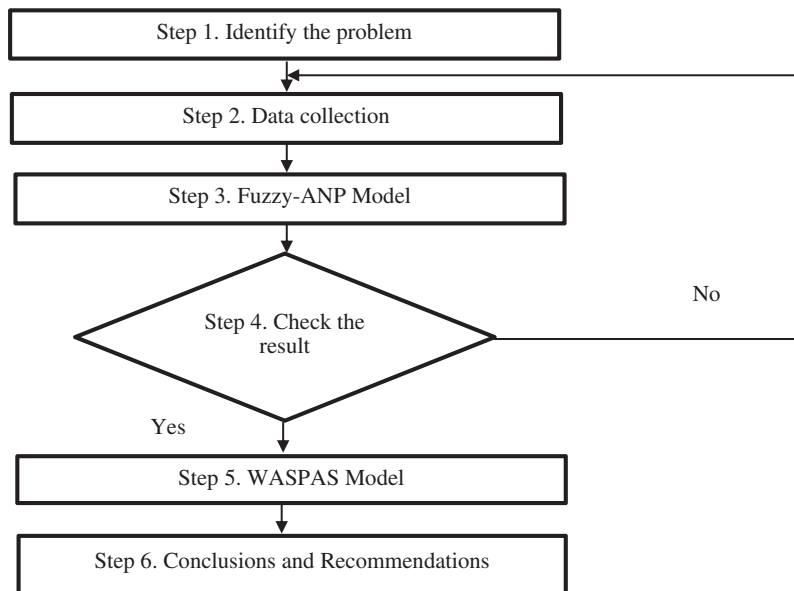 Step 1. Identify the problem
Step 2. Data collection
Step 3. Fuzzy-ANP Model
Step 4. Check the
result
No
Yes
Step 5. WASPAS Model
Step 6. Conclusions and Recommendations